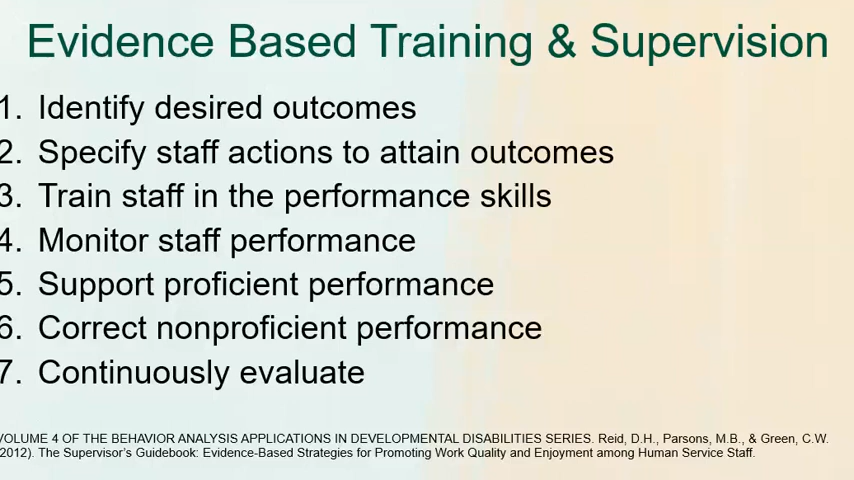 Evidence Based Training & Supervision
1. Identify desired outcomes
2. Specify staff actions to attain outcomes
3. Train staff in the performance skills
4. Monitor staff performance
5. Support proficient performance
6. Correct nonproficient performance
7. Continuously evaluate
VOLUME 4 OF THE BEHAVIOR ANALYSIS APPLICATIONS IN DEVELOPMENTAL DISABILITIES SERIES. Reid, D.H., Parsons, M.B., & Green, C.W.
(2012). The Supervisor's Guidebook: Evidence-Based Strategies for Promoting Work Quality and Enjoyment among Human Service Staff.